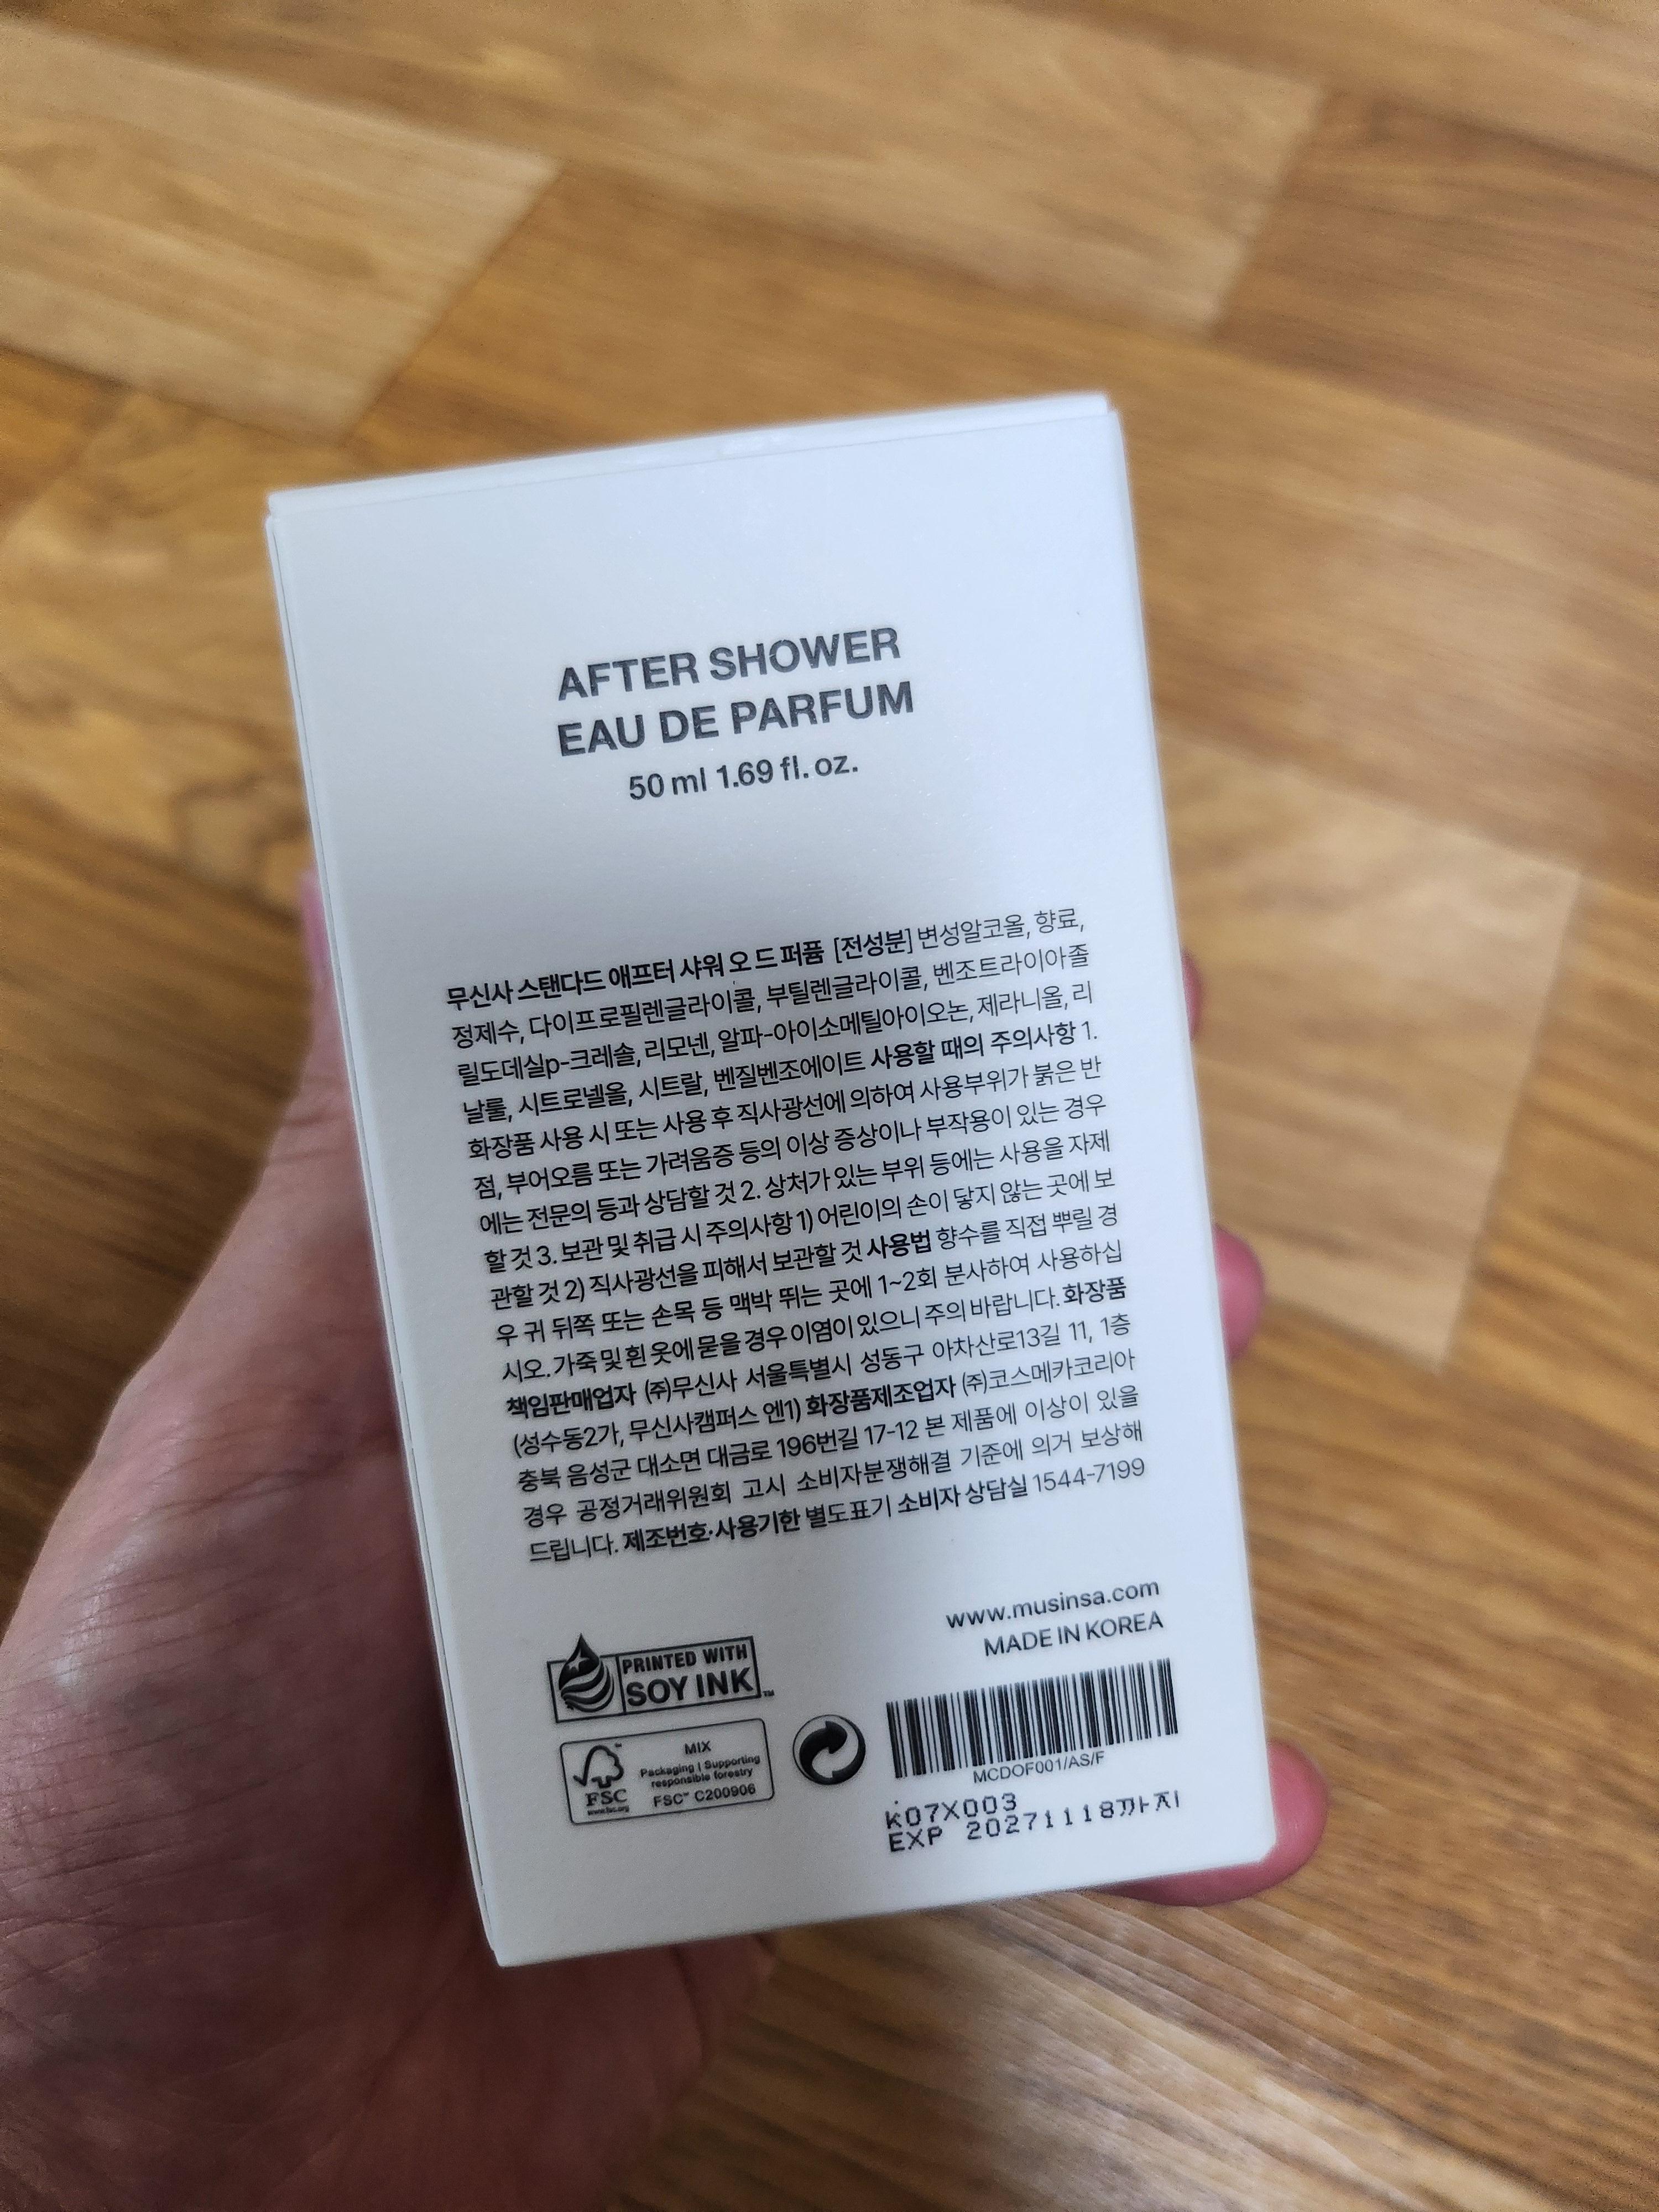 AFTER SHOWER
EAU DE PARFUM
50 ml 1.69 fl. oz.
무신사 스탠다드 애프터 샤워 오 드 퍼퓸 [전성분] 변성알코올, 향료,
정제수, 다이프로필렌글라이콜, 부틸렌글라이콜, 벤조트라이아졸
릴도데실p-크레솔, 리모넨, 알파-아이소메틸아이오논, 제라니올, 리
날룰, 시트로넬올, 시트랄, 벤질벤조에이트 사용할 때의 주의사항 1.
화장품 사용 시 또는 사용 후 직사광선에 의하여 사용부위가 붉은 반
점, 부어오름 또는 가려움증 등의 이상 증상이나 부작용이 있는 경우
에는 전문의 등과 상담할 것 2. 상처가 있는 부위 등에는 사용을 자제
할 것 3. 보관 및 취급 시 주의사항 1) 어린이의 손이 닿지 않는 곳에 보
관할 것 2) 직사광선을 피해서 보관할 것 사용법 향수를 직접 뿌릴 경
우 귀 뒤쪽 또는 손목 등 맥박 뛰는 곳에 1~2회 분사하여 사용하십
시오. 가죽 및 흰 옷에 묻을 경우 이염이 있으니 주의 바랍니다. 화장품
책임판매업자 ㈜무신사 서울특별시 성동구 아차산로13길 11, 1층
(성수동2가, 무신사캠퍼스 엔1) 화장품제조업자 ㈜코스메카코리아
충북 음성군 대소면 대금로 196번길 17-12 본 제품에 이상이 있을
경우 공정거래위원회 고시 소비자분쟁해결 기준에 의거 보상해
드립니다. 제조번호·사용기한 별도표기 소비자 상담실 1544-7199
www.musinsa.com
MADE IN KOREA
PRINTED WITH
SOY INK™
FSC™
www.fsc.org
MIX
Packaging | Supporting
responsible forestry
FSC™ C200906
MCDOF001/AS/F
K07X003
EXP 20271118까지